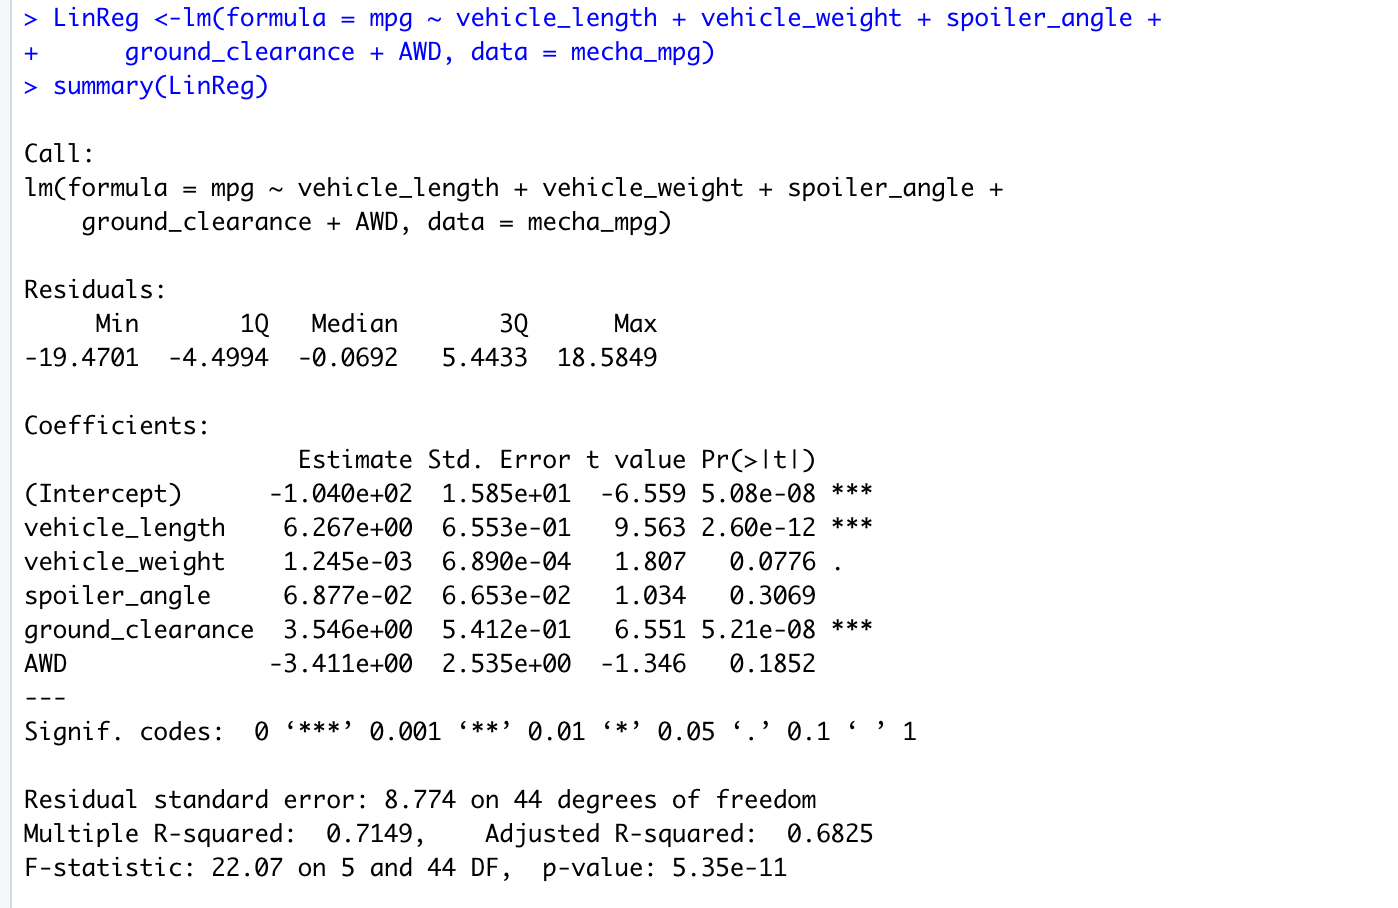 > LinReg <-lm(formula = mpg ~ vehicle_length + vehicle_weight + spoiler_angle +
+      ground_clearance + AWD, data = mecha_mpg)
> summary(LinReg)

Call:
lm(formula = mpg ~ vehicle_length + vehicle_weight + spoiler_angle +
    ground_clearance + AWD, data = mecha_mpg)

Residuals:
     Min       1Q   Median       3Q      Max
-19.4701  -4.4994  -0.0692   5.4433  18.5849

Coefficients:
                   Estimate Std. Error t value Pr(>|t|)
(Intercept)      -1.040e+02  1.585e+01  -6.559 5.08e-08 ***
vehicle_length    6.267e+00  6.553e-01   9.563 2.60e-12 ***
vehicle_weight    1.245e-03  6.890e-04   1.807   0.0776 .
spoiler_angle     6.877e-02  6.653e-02   1.034   0.3069
ground_clearance  3.546e+00  5.412e-01   6.551 5.21e-08 ***
AWD              -3.411e+00  2.535e+00  -1.346   0.1852
---
Signif. codes:  0 ‘***’ 0.001 ‘**’ 0.01 ‘*’ 0.05 ‘.’ 0.1 ‘ ’ 1

Residual standard error: 8.774 on 44 degrees of freedom
Multiple R-squared:  0.7149,    Adjusted R-squared:  0.6825
F-statistic: 22.07 on 5 and 44 DF,  p-value: 5.35e-11